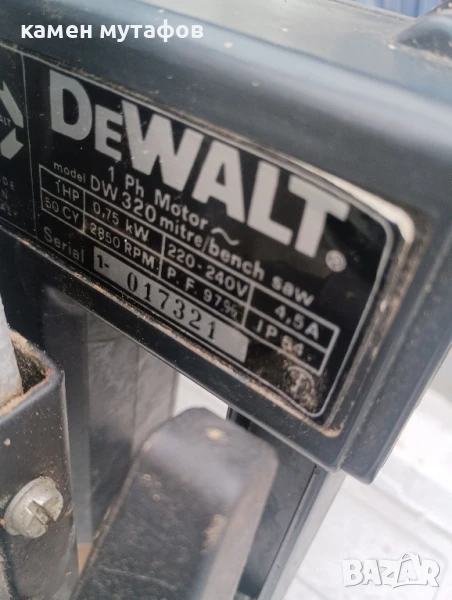 камен мутафов
DEWALT®
1 Ph Motor ~
model DW 320 mitre/bench saw
1HP 0,75 kW 220-240V 4,5A
50 CY 2850 RPM P.F. 97% IP 54
Serial 1- 017321
BAZAR